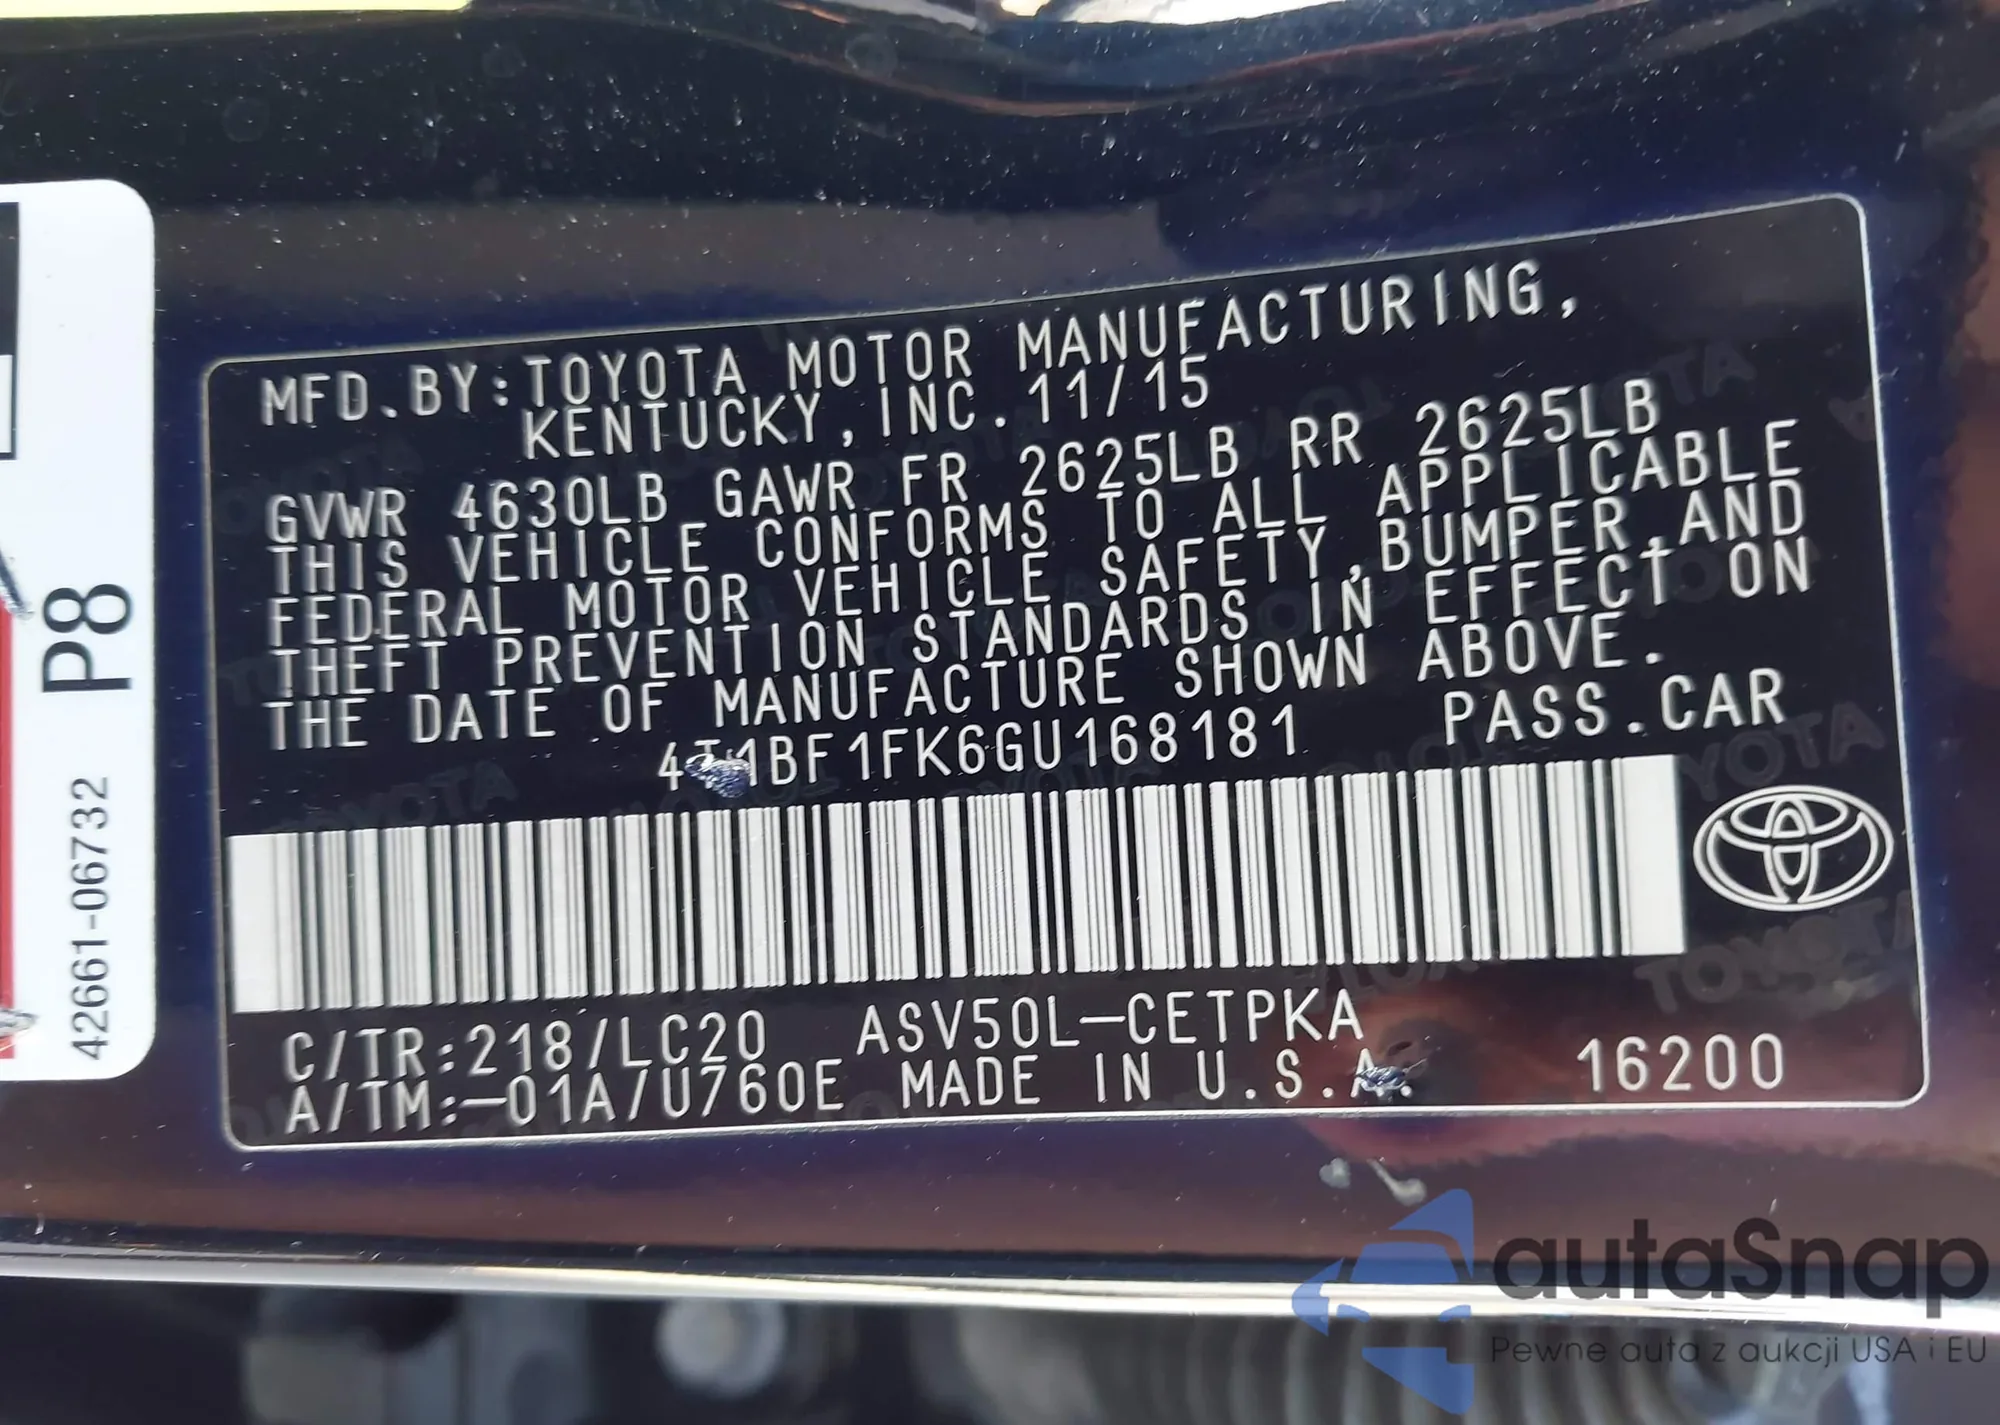 MFD.BY:TOYOTA MOTOR MANUFACTURING,
KENTUCKY,INC.11/15
GVWR 4630LB GAWR FR 2625LB RR 2625LB
THIS VEHICLE CONFORMS TO ALL APPLICABLE
FEDERAL MOTOR VEHICLE SAFETY,BUMPER,AND
THEFT PREVENTION STANDARDS IN EFFECT ON
THE DATE OF MANUFACTURE SHOWN ABOVE.
4T1BF1FK6GU168181 PASS.CAR
C/TR:218/LC20 ASV50L-CETPKA
A/TM:-01A/U760E MADE IN U.S.A. 16200
P8
42661-06732
autaSnap
Pewne auta z aukcji USA i EU